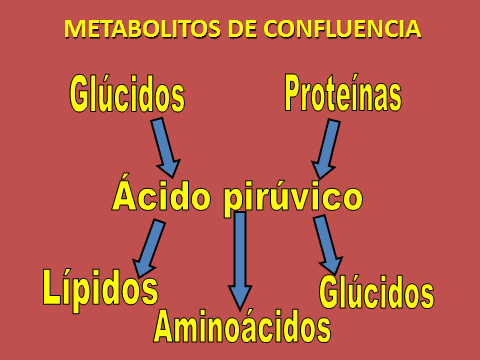 METABOLITOS DE CONFLUENCIA
Glúcidos
Proteínas
Ácido pirúvico
Lípidos
Glúcidos
Aminoácidos